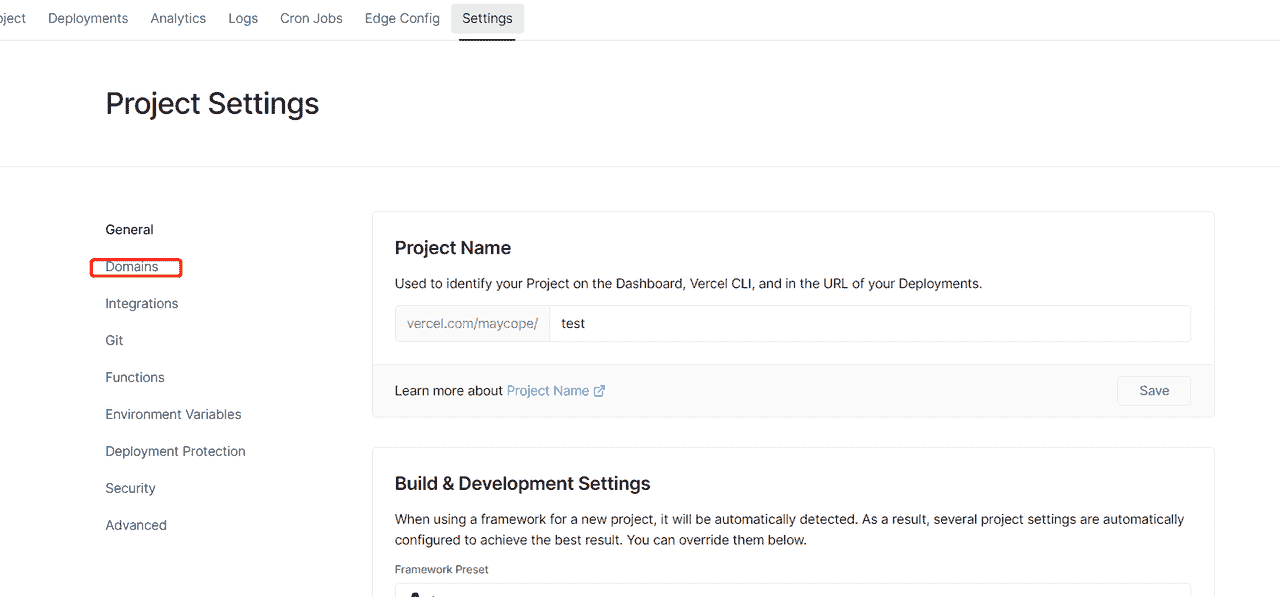 Deployments Analytics Logs Cron Jobs Edge Config Settings
Project Settings
General
Domains
Integrations
Git
Functions
Environment Variables
Deployment Protection
Security
Advanced
Project Name
Used to identify your Project on the Dashboard, Vercel CLI, and in the URL of your Deployments.
vercel.com/maycope/ test
Learn more about Project Name
Save
Build & Development Settings
When using a framework for a new project, it will be automatically detected. As a result, several project settings are automatically
configured to achieve the best result. You can override them below.
Framework Preset